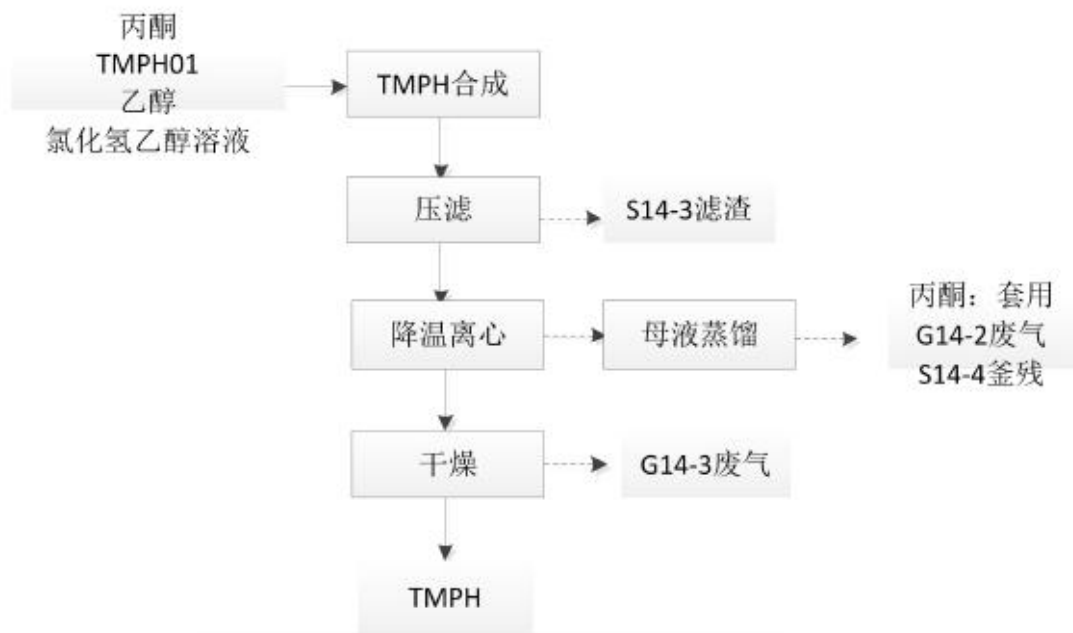 丙酮
TMPH01
乙醇
氯化氢乙醇溶液
TMPH合成
压滤
S14-3滤渣
降温离心
母液蒸馏
丙酮：套用
G14-2废气
S14-4釜残
干燥
G14-3废气
TMPH